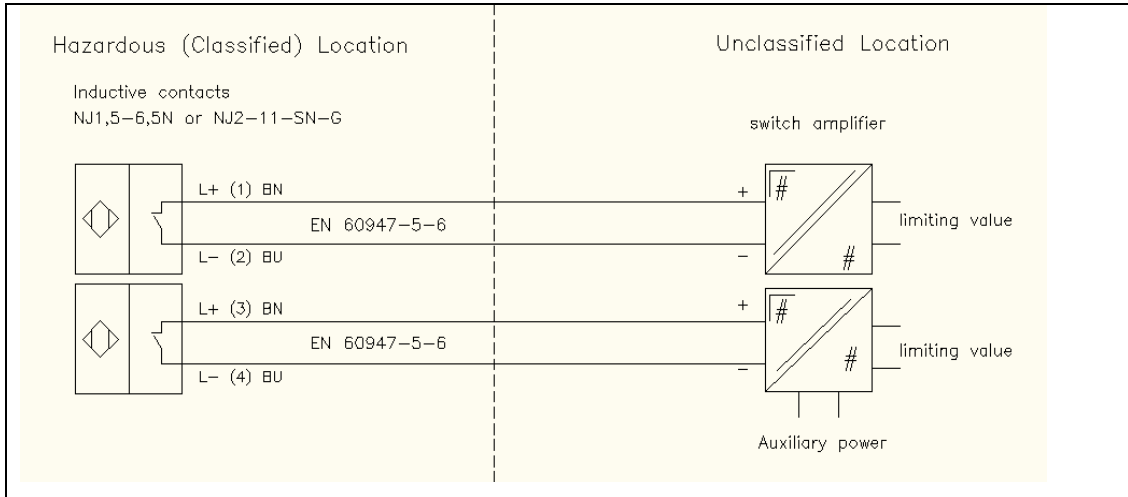 Hazardous (Classified) Location
Unclassified Location
Inductive contacts
NJ1,5-6,5N or NJ2-11-SN-G
switch amplifier
L+ (1) BN
+
#
EN 60947-5-6
limiting value
L- (2) BU
-
#
L+ (3) BN
+
#
EN 60947-5-6
limiting value
L- (4) BU
-
#
Auxiliary power